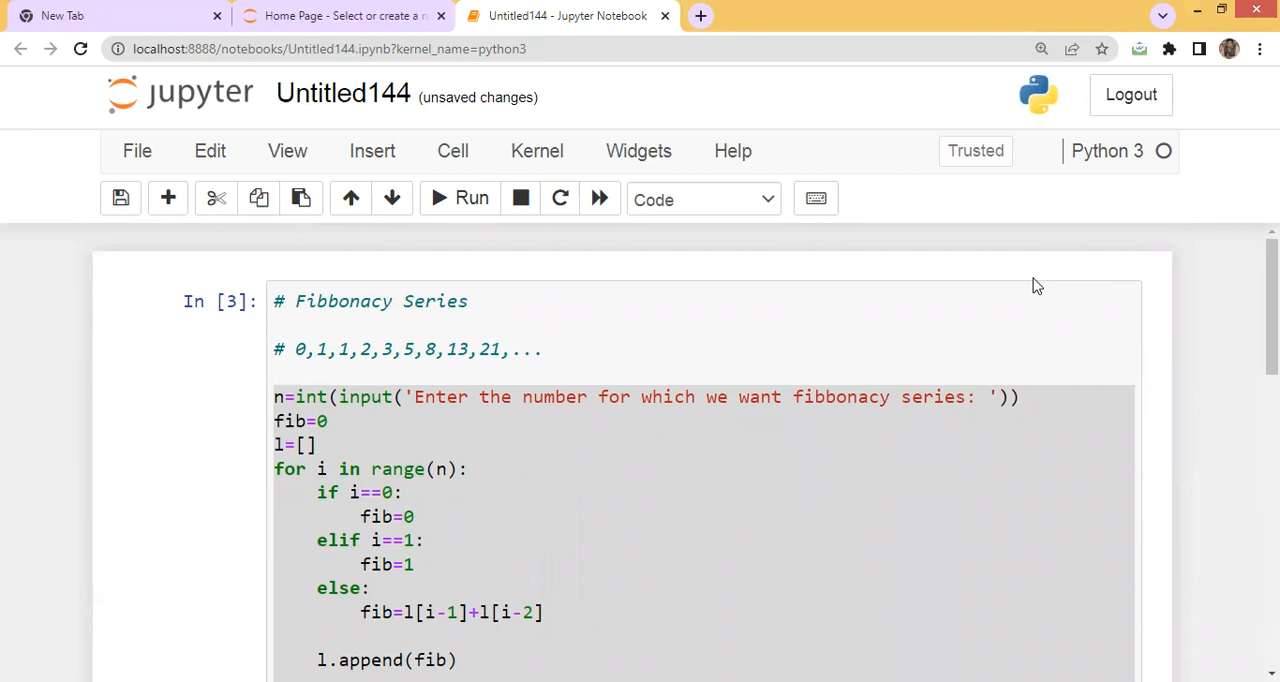 New Tab
Home Page - Select or create a n
Untitled144 - Jupyter Notebook
localhost:8888/notebooks/Untitled144.ipynb?kernel_name=python3
jupyter Untitled144 (unsaved changes)
Logout
File Edit View Insert Cell Kernel Widgets Help
Trusted
Python 3
Run
Code
In [3]:
# Fibbonacy Series
# 0,1,1,2,3,5,8,13,21,...
n=int(input('Enter the number for which we want fibbonacy series: '))
fib=0
l=[]
for i in range(n):
    if i==0:
        fib=0
    elif i==1:
        fib=1
    else:
        fib=l[i-1]+l[i-2]
    l.append(fib)